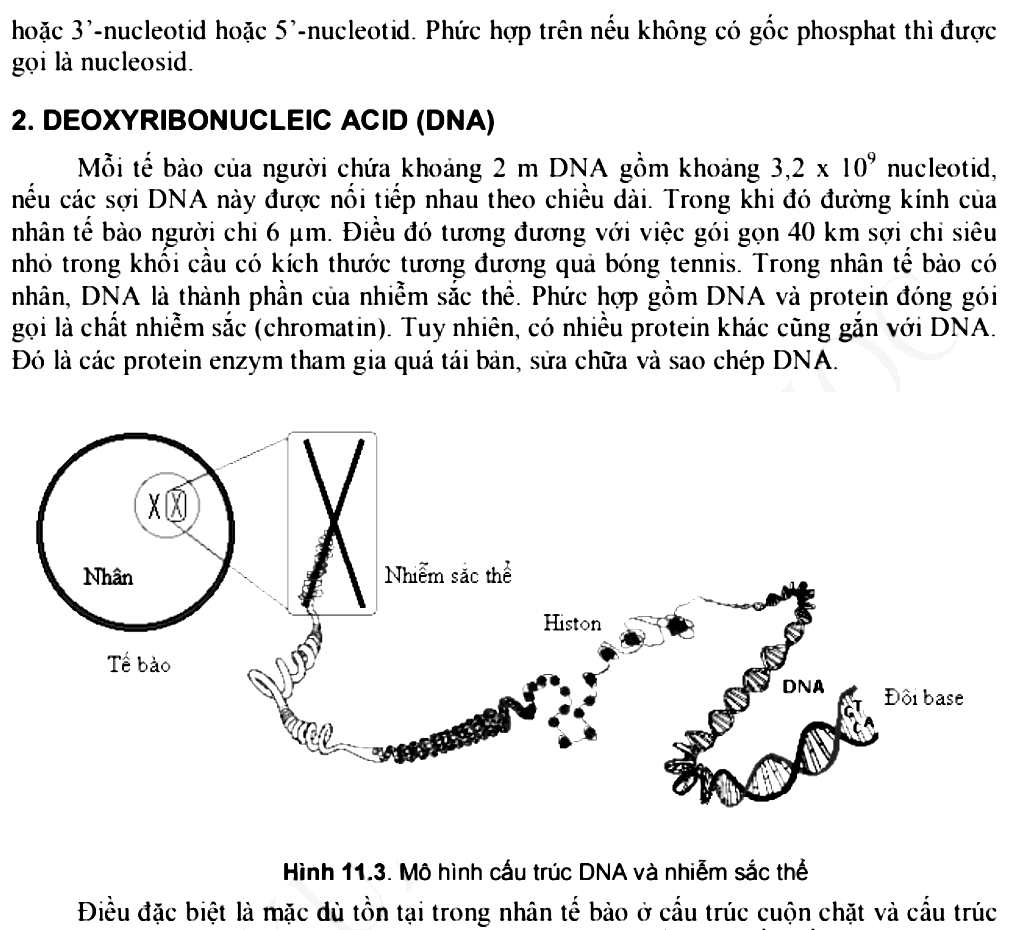 hoặc 3’-nucleotid hoặc 5’-nucleotid. Phức hợp trên nếu không có gốc phosphat thì được
gọi là nucleosid.
2. DEOXYRIBONUCLEIC ACID (DNA)
Mỗi tế bào của người chứa khoảng 2 m DNA gồm khoảng 3,2 x 10⁹ nucleotid,
nếu các sợi DNA này được nối tiếp nhau theo chiều dài. Trong khi đó đường kính của
nhân tế bào người chỉ 6 µm. Điều đó tương đương với việc gói gọn 40 km sợi chỉ siêu
nhỏ trong khối cầu có kích thước tương đương quả bóng tennis. Trong nhân tế bào có
nhân, DNA là thành phần của nhiễm sắc thể. Phức hợp gồm DNA và protein đóng gói
gọi là chất nhiễm sắc (chromatin). Tuy nhiên, có nhiều protein khác cũng gắn với DNA.
Đó là các protein enzym tham gia quá tái bản, sửa chữa và sao chép DNA.
Nhân
Nhiễm sắc thể
Histon
Tế bào
DNA
Đôi base
G T
C A
Hình 11.3. Mô hình cấu trúc DNA và nhiễm sắc thể
Điều đặc biệt là mặc dù tồn tại trong nhân tế bào ở cấu trúc cuộn chặt và cấu trúc